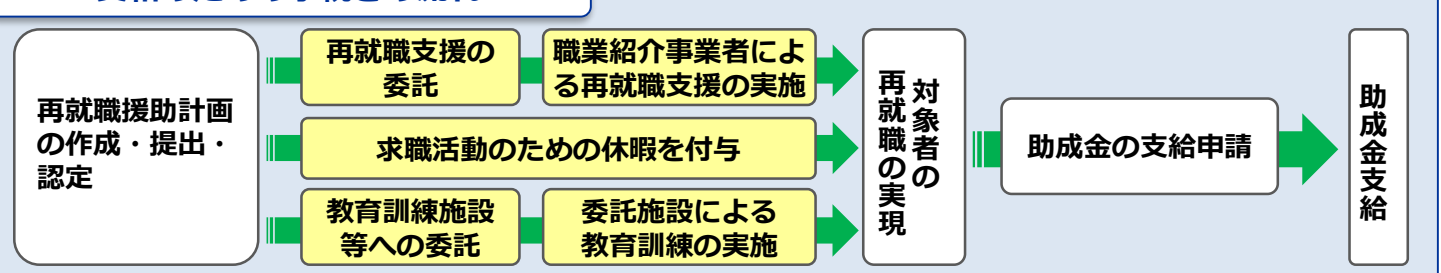 再就職援助計画
の作成・提出・
認定
再就職支援の
委託
職業紹介事業者によ
る再就職支援の実施
求職活動のための休暇を付与
教育訓練施設
等への委託
委託施設による
教育訓練の実施
対象者の
再就職の実現
助成金の支給申請
助成金支給